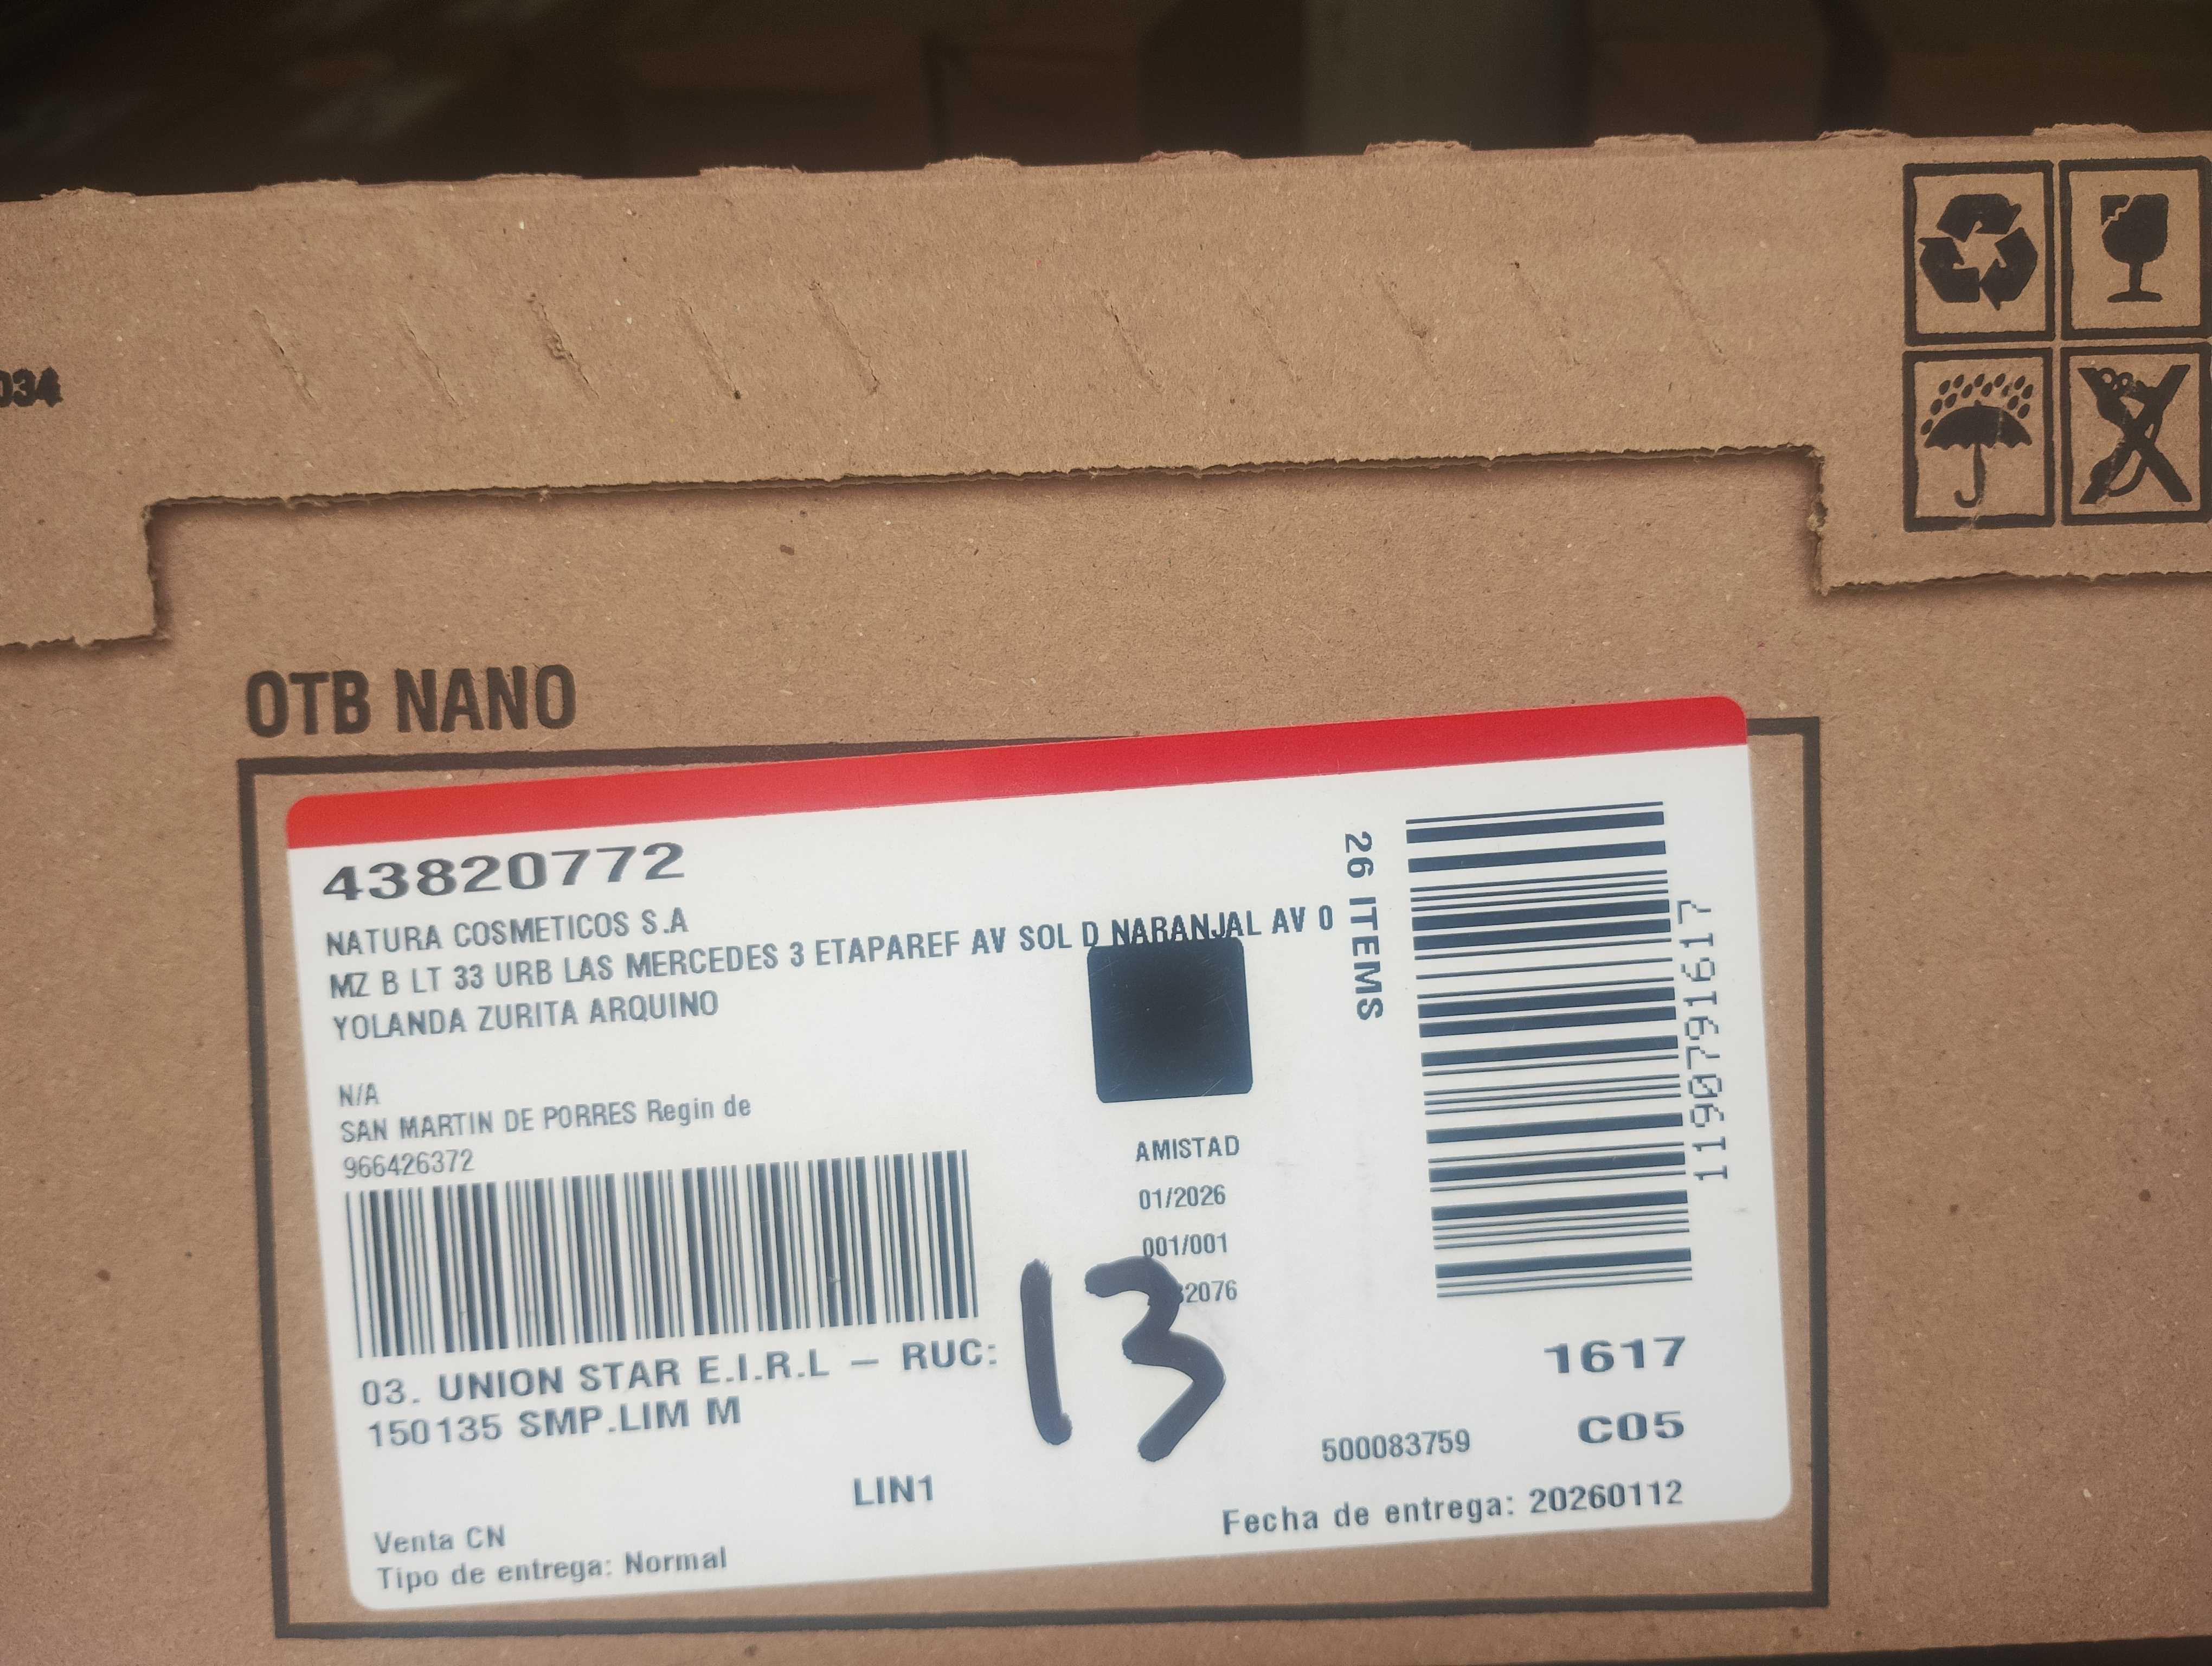 034
OTB NANO
43820772
NATURA COSMETICOS S.A
MZ B LT 33 URB LAS MERCEDES 3 ETAPAREF AV SOL D NARANJAL AV 0
YOLANDA ZURITA ARQUINO
N/A
SAN MARTIN DE PORRES Regin de
966426372
03. UNION STAR E.I.R.L – RUC:
150135 SMP.LIM M
LIN1
Venta CN
Tipo de entrega: Normal
AMISTAD
01/2026
001/001
2076
13
26 ITEMS
1190791617
1617
C05
500083759
Fecha de entrega: 20260112